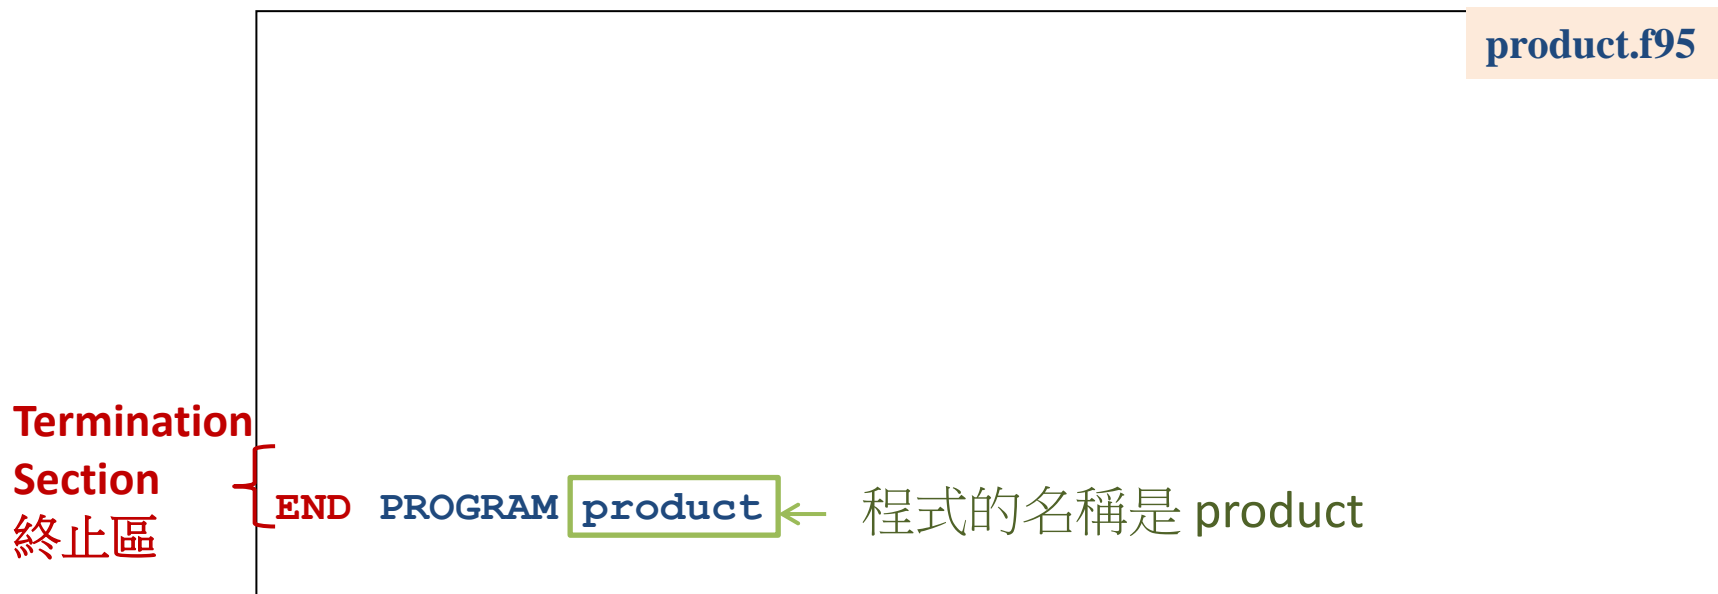 product.f95
Termination
Section
終止區
END PROGRAM product
程式的名稱是 product